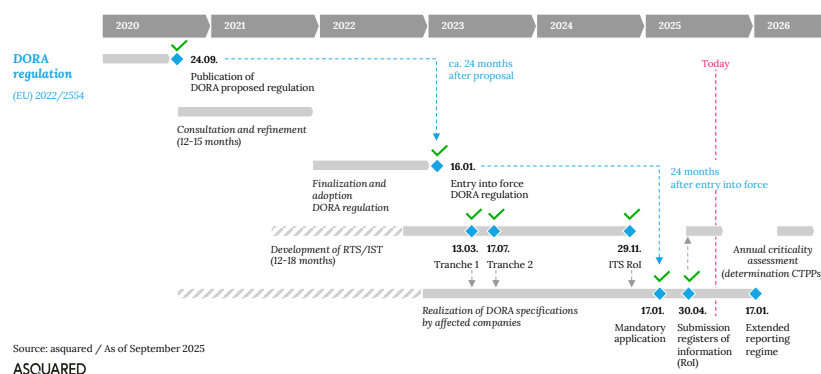 2020 2021 2022 2023 2024 2025 2026
DORA
regulation
(EU) 2022/2554
24.09.
Publication of
DORA proposed regulation
ca. 24 months
after proposal
Today
Consultation and refinement
(12-15 months)
16.01.
Entry into force
DORA regulation
24 months
after entry into force
Finalization and
adoption
DORA regulation
Development of RTS/IST
(12-18 months)
13.03.
Tranche 1
17.07.
Tranche 2
29.11.
ITS RoI
Annual criticality
assessment
(determination CTPPs
Realization of DORA specifications
by affected companies
17.01.
Mandatory
application
30.04.
Submission
registers of
information
(RoI)
17.01.
Extended
reporting
regime
Source: asquared / As of September 2025
ASQUARED